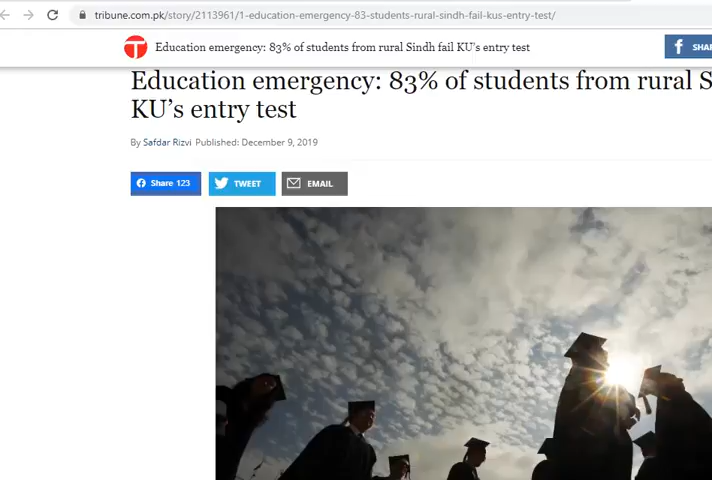 tribune.com.pk/story/2113961/1-education-emergency-83-students-rural-sindh-fail-kus-entry-test/
T Education emergency: 83% of students from rural Sindh fail KU's entry test f SHAR
Education emergency: 83% of students from rural S
KU's entry test
By Safdar Rizvi Published: December 9, 2019
Share 123 TWEET EMAIL